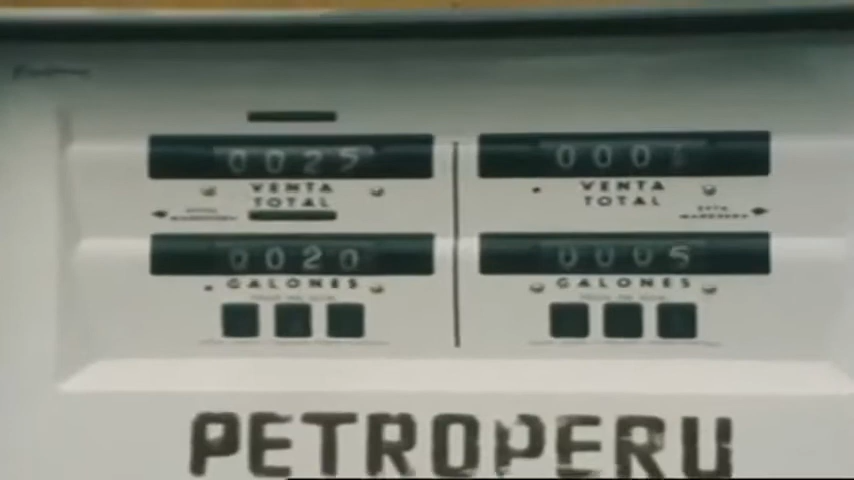 0025
VENTA
TOTAL
0020
GALONES
000
VENTA
TOTAL
0005
GALONES
PETROPERU